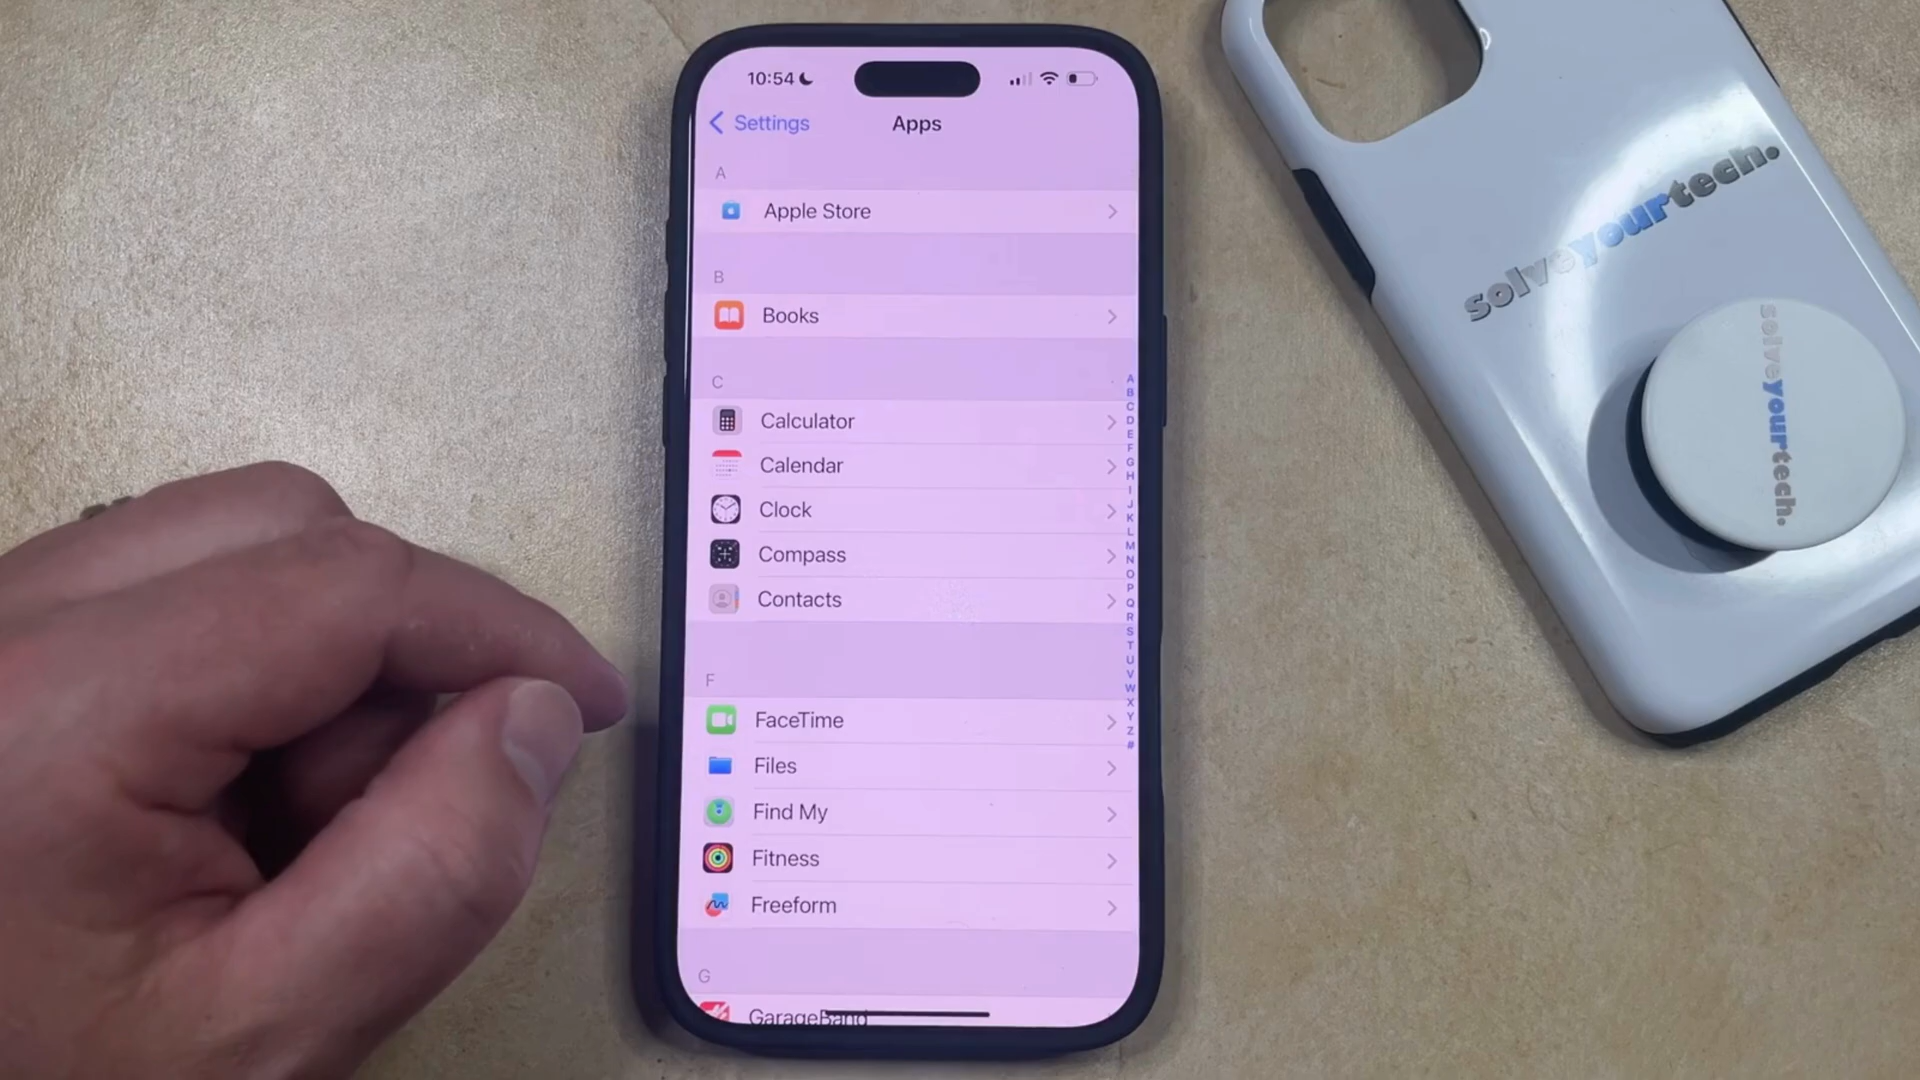 10:54
Settings
Apps
A
Apple Store
B
Books
C
Calculator
Calendar
Clock
Compass
Contacts
F
FaceTime
Files
Find My
Fitness
Freeform
G
GarageBand
A
B
C
D
E
F
G
H
I
J
K
L
M
N
O
P
Q
R
S
T
U
V
W
X
Y
Z
#
solveyourtech.
solveyourtech.